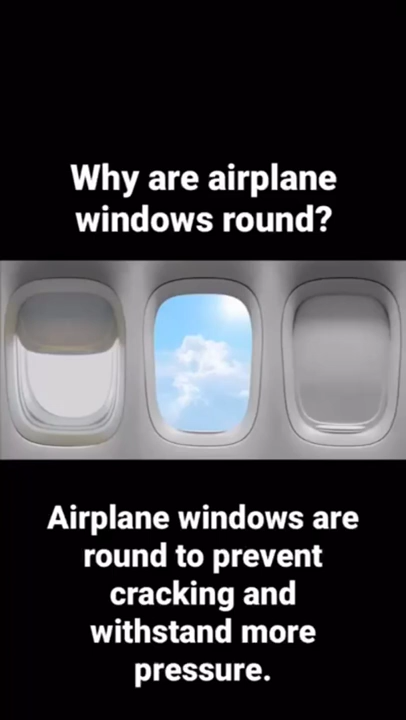 Why are airplane
windows round?
Airplane windows are
round to prevent
cracking and
withstand more
pressure.